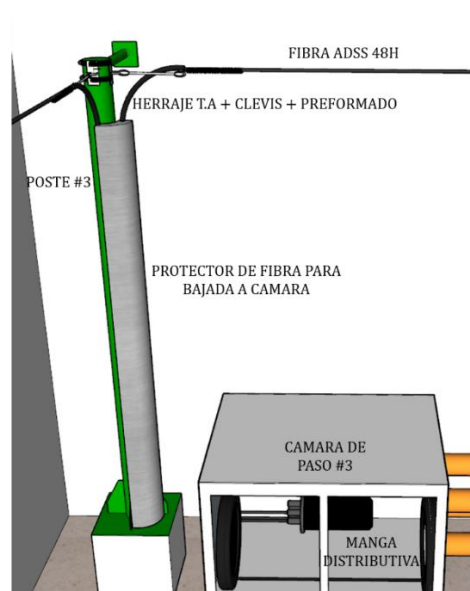 FIBRA ADSS 48H
HERRAJE T.A + CLEVIS + PREFORMADO
POSTE #3
PROTECTOR DE FIBRA PARA
BAJADA A CAMARA
CAMARA DE
PASO #3
MANGA
DISTRIBUTIVA